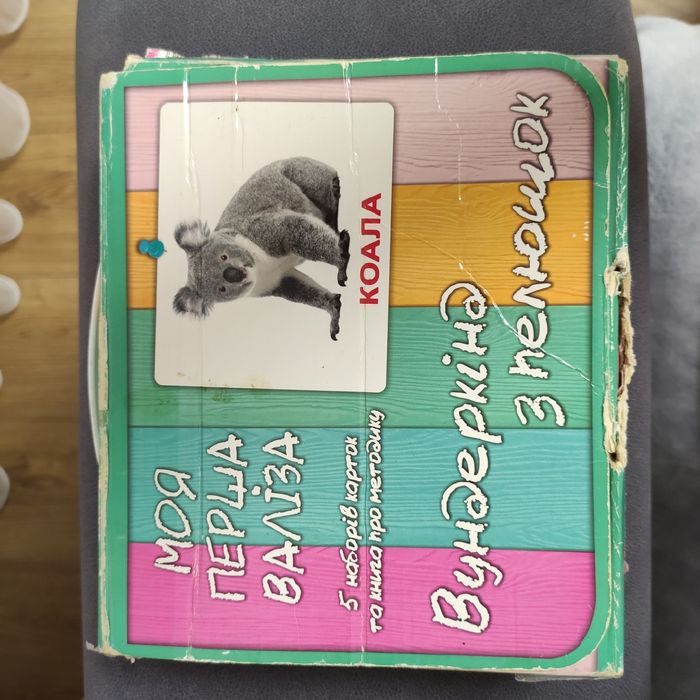 МОЯ
ПЕРША
ВАЛІЗА
5 наборів карток
та книга про методику
КОАЛА
Вундеркінд
з пелюшок